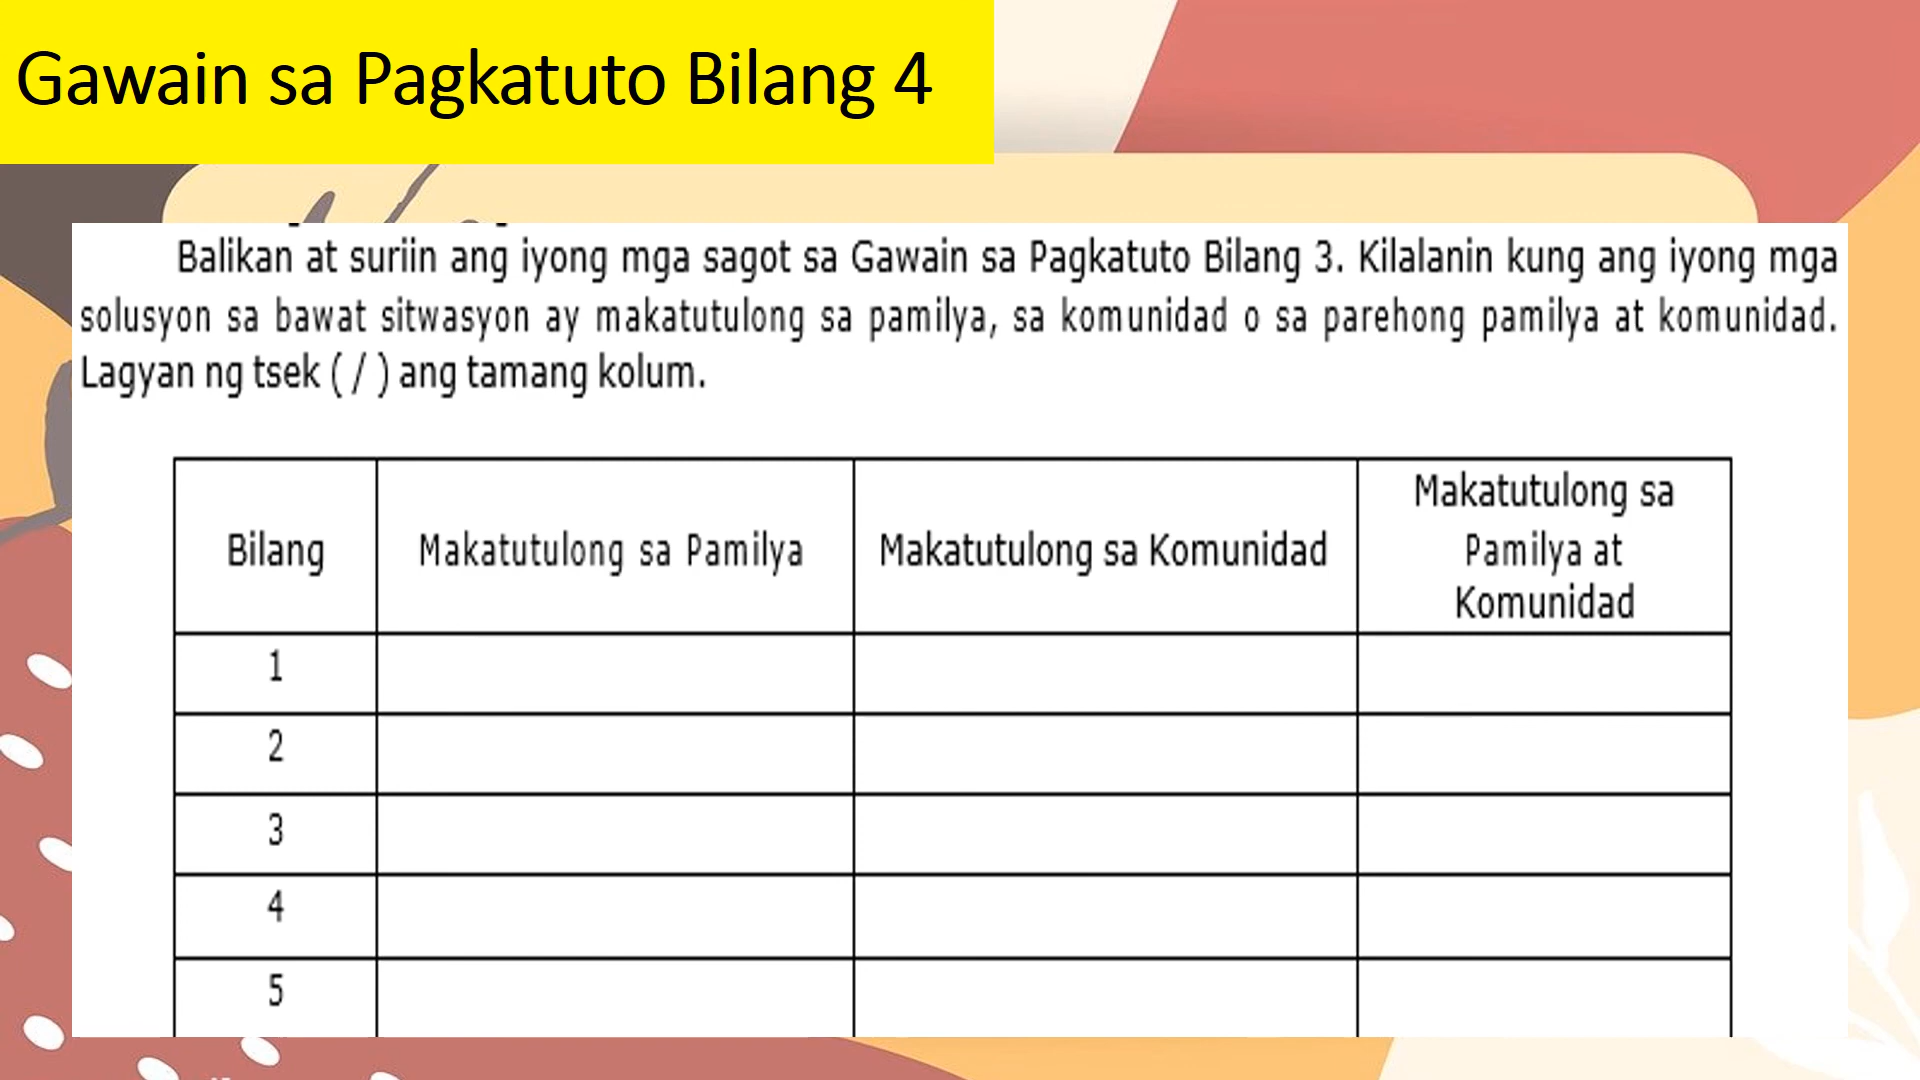 Gawain sa Pagkatuto Bilang 4
Balikan at suriin ang iyong mga sagot sa Gawain sa Pagkatuto Bilang 3. Kilalanin kung ang iyong mga
solusyon sa bawat sitwasyon ay makatutulong sa pamilya, sa komunidad o sa parehong pamilya at komunidad.
Lagyan ng tsek ( / ) ang tamang kolum.
Bilang
Makatutulong sa Pamilya
Makatutulong sa Komunidad
Makatutulong sa
Pamilya at
Komunidad
1
2
3
4
5